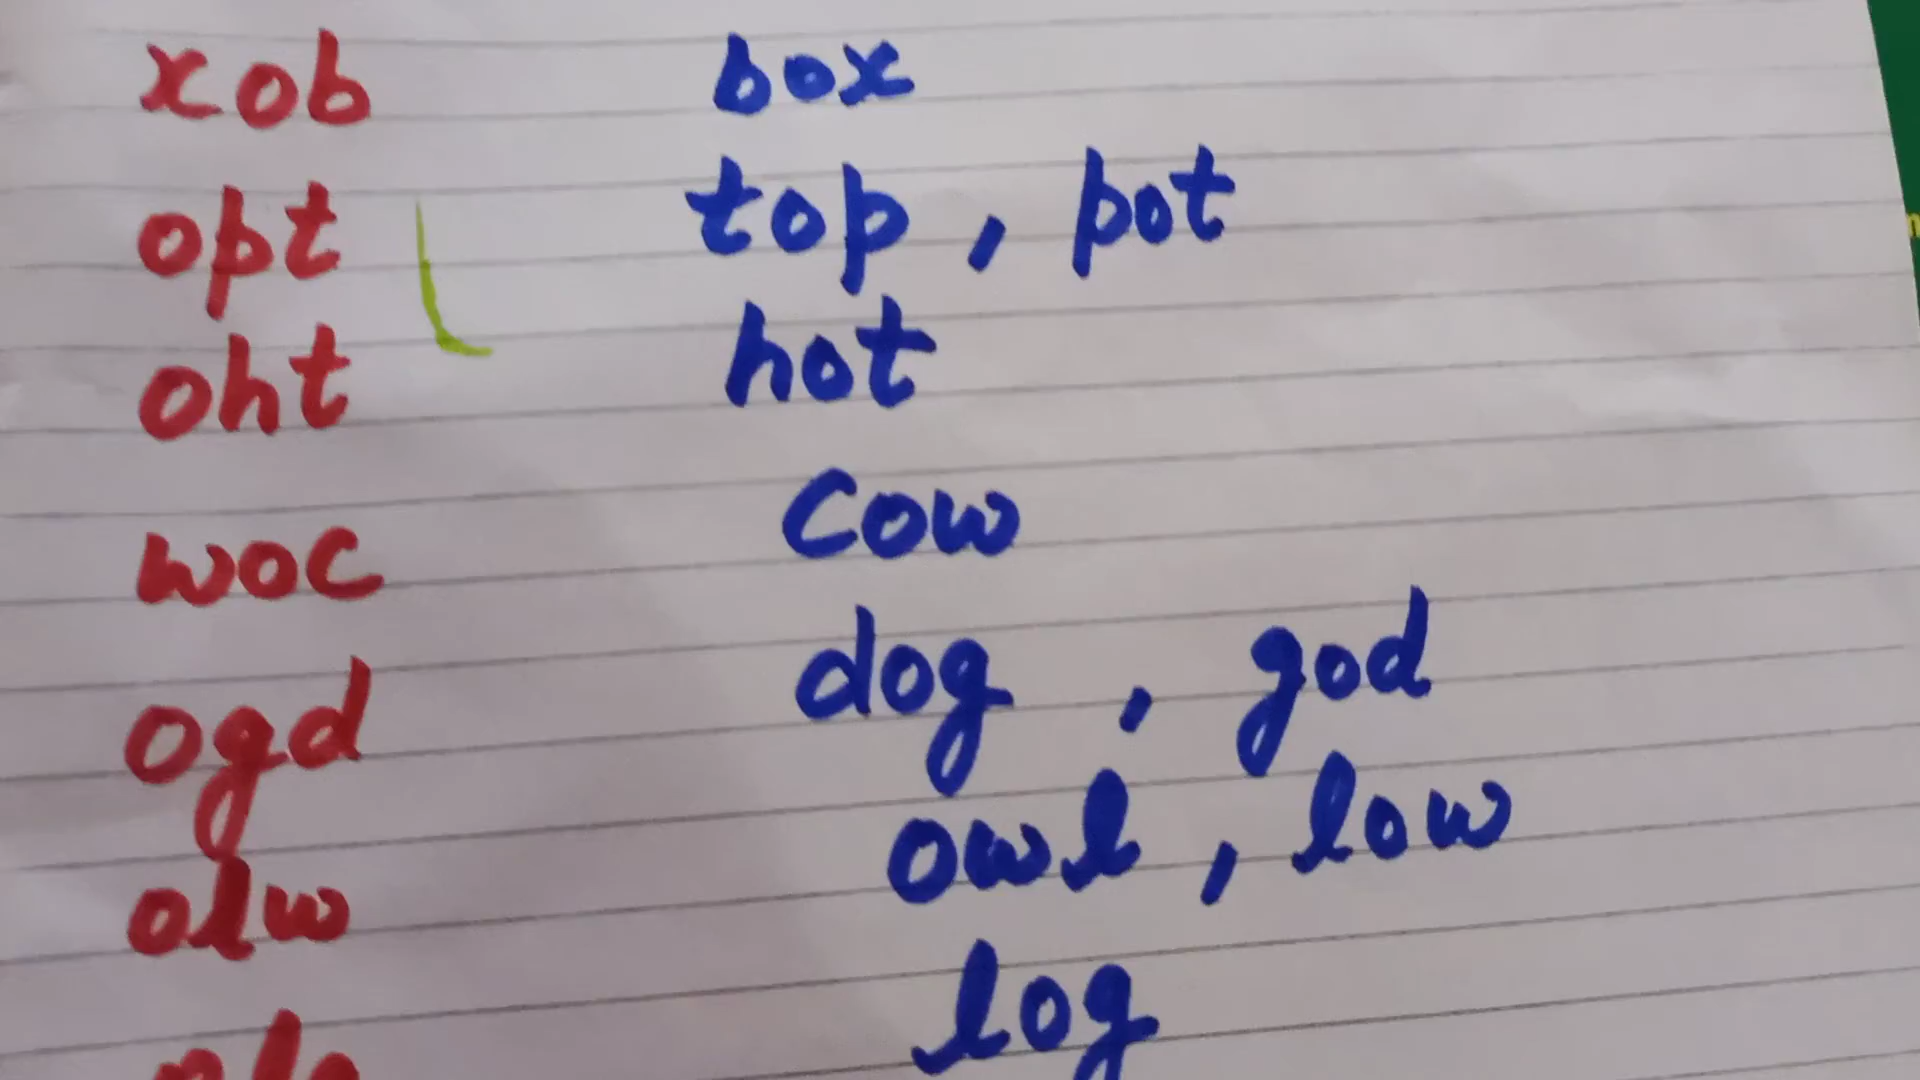 xob box
opt top, pot
oht hot
woc cow
ogd dog, god
olw owl, low
log